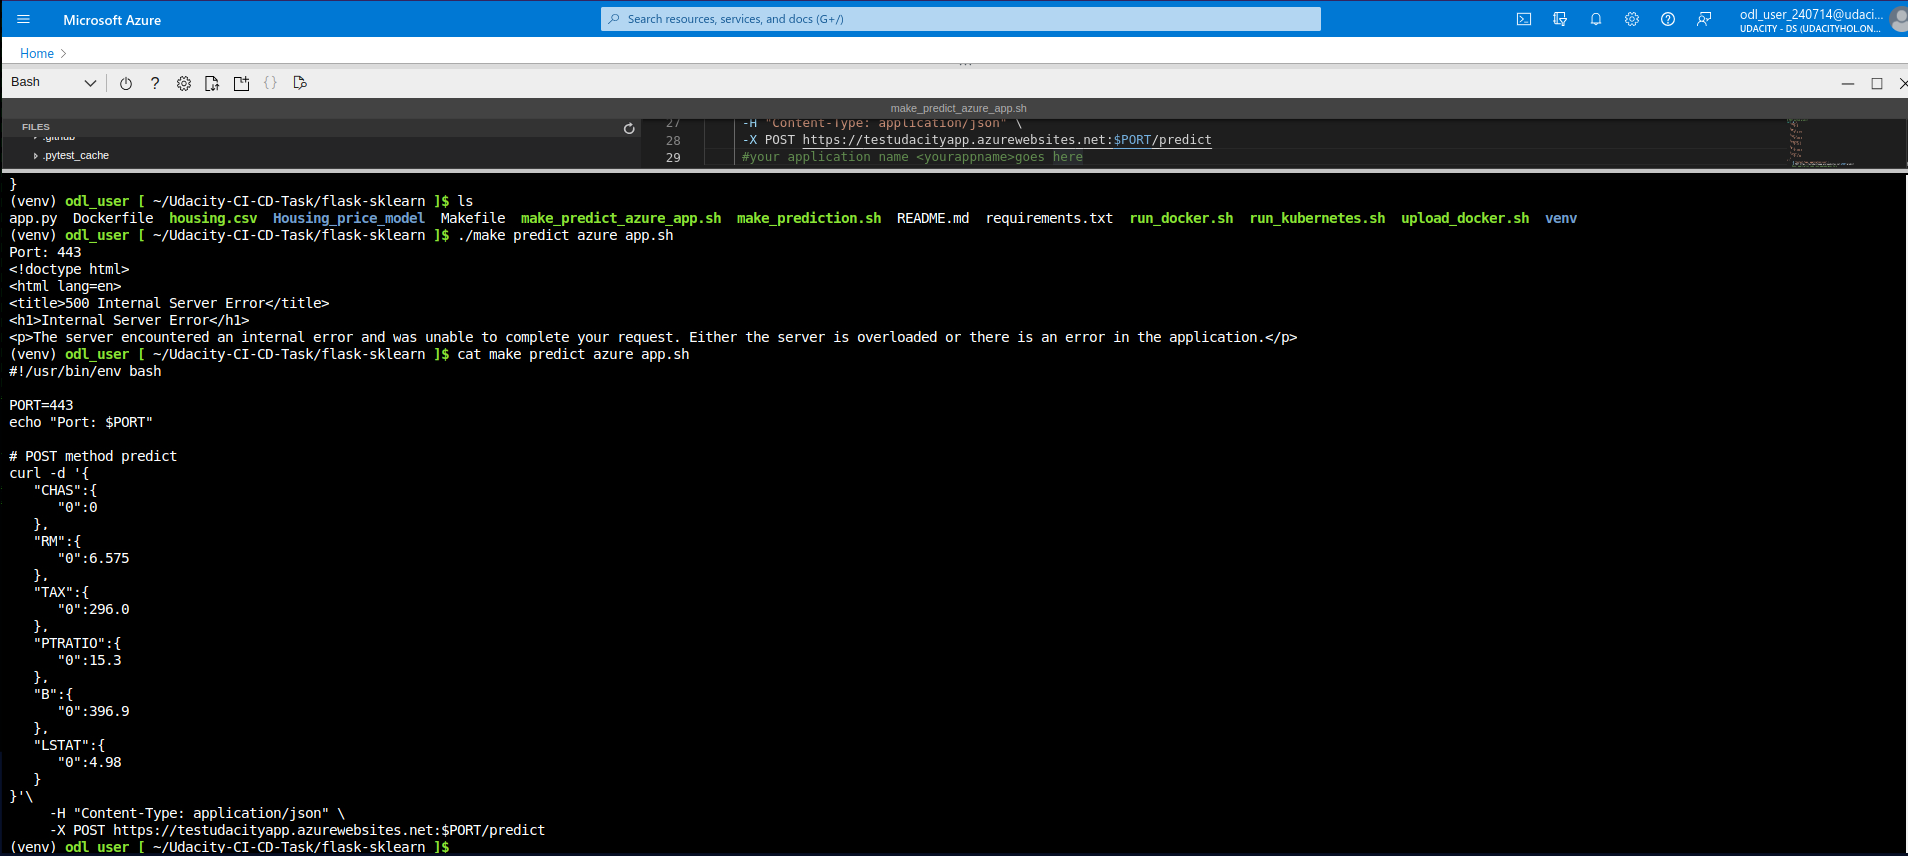 Microsoft Azure
Search resources, services, and docs (G+/)
odl_user_240714@udaci...
UDACITY - DS (UDACITYHOL.ON...
Home >
...
Bash
make_predict_azure_app.sh
FILES
.github
.pytest_cache
27 -H "Content-Type: application/json" \
28 -X POST https://testudacityapp.azurewebsites.net:$PORT/predict
29 #your application name <yourappname>goes here
}
(venv) odl_user [ ~/Udacity-CI-CD-Task/flask-sklearn ]$ ls
app.py Dockerfile housing.csv Housing_price_model Makefile make_predict_azure_app.sh make_prediction.sh README.md requirements.txt run_docker.sh run_kubernetes.sh upload_docker.sh venv
(venv) odl_user [ ~/Udacity-CI-CD-Task/flask-sklearn ]$ ./make predict azure app.sh
Port: 443
<!doctype html>
<html lang=en>
<title>500 Internal Server Error</title>
<h1>Internal Server Error</h1>
<p>The server encountered an internal error and was unable to complete your request. Either the server is overloaded or there is an error in the application.</p>
(venv) odl_user [ ~/Udacity-CI-CD-Task/flask-sklearn ]$ cat make predict azure app.sh
#!/usr/bin/env bash
PORT=443
echo "Port: $PORT"
# POST method predict
curl -d '{
"CHAS":{
"0":0
},
"RM":{
"0":6.575
},
"TAX":{
"0":296.0
},
"PTRATIO":{
"0":15.3
},
"B":{
"0":396.9
},
"LSTAT":{
"0":4.98
}
}'\
-H "Content-Type: application/json" \
-X POST https://testudacityapp.azurewebsites.net:$PORT/predict
(venv) odl user [ ~/Udacity-CI-CD-Task/flask-sklearn ]$